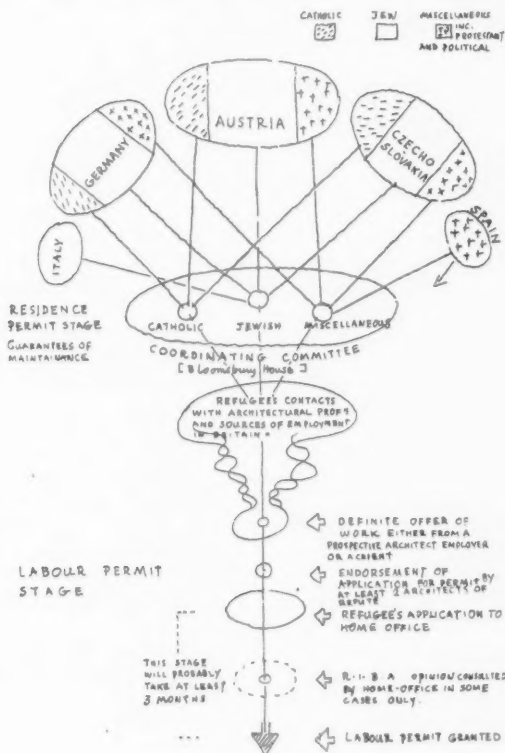 CATHOLIC
JEW
MISCELLANEOUS
INC.
PROTESTANT
AND POLITICAL
AUSTRIA
GERMANY
CZECHO
SLOVAKIA
ITALY
SPAIN
RESIDENCE
PERMIT STAGE
GUARANTEES OF
MAINTAINANCE
CATHOLIC
JEWISH
MISCELLANEOUS
COORDINATING COMMITTEE
[Bloomsbury House]
REFUGEES CONTACTS
WITH ARCHITECTURAL PROFn
AND SOURCES OF EMPLOYMENT
IN BRITAIN
DEFINITE OFFER OF
WORK EITHER FROM A
PROSPECTIVE ARCHITECT EMPLOYER
OR A CLIENT
LABOUR PERMIT
STAGE
ENDORSEMENT OF
APPLICATION FOR PERMIT BY
AT LEAST 2 ARCHITECTS OF
REPUTE
REFUGEE'S APPLICATION TO
HOME OFFICE
THIS STAGE
WILL PROBABLY
TAKE AT LEAST
3 MONTHS
R-I-B A OPINION CONSULTED
BY HOME-OFFICE IN SOME
CASES ONLY.
LABOUR PERMIT GRANTED